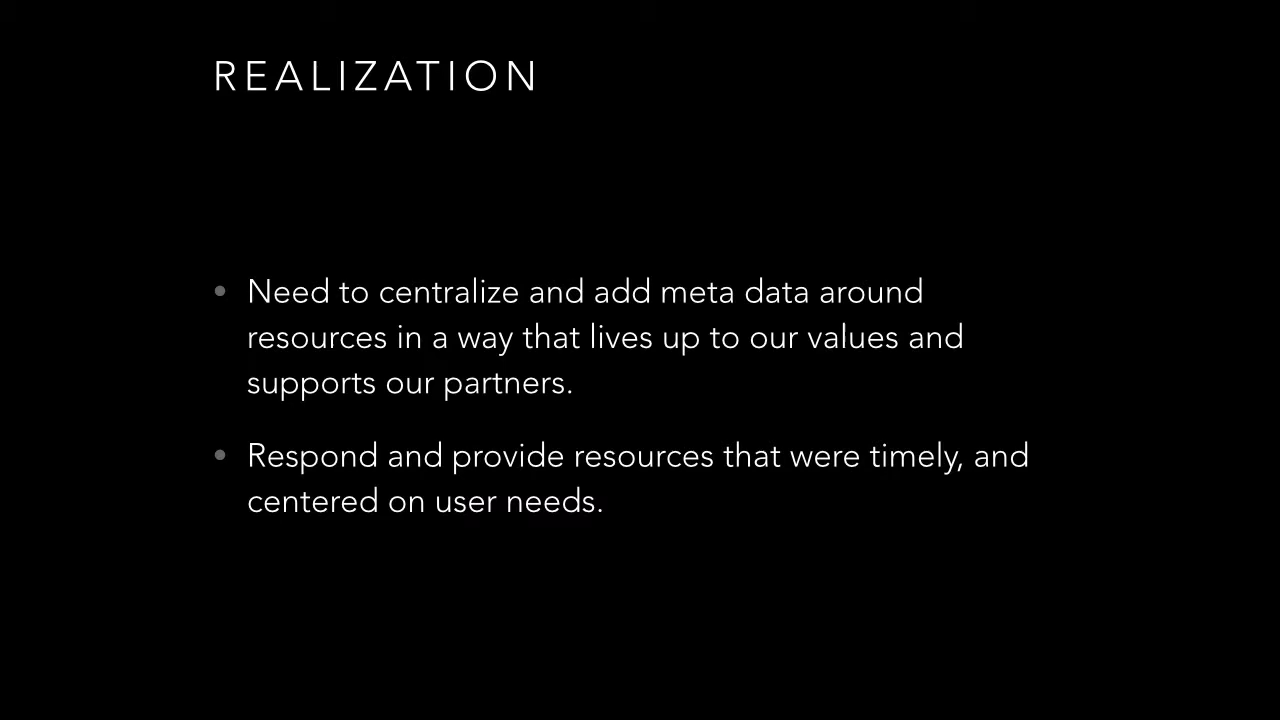 REALIZATION
• Need to centralize and add meta data around
resources in a way that lives up to our values and
supports our partners.
• Respond and provide resources that were timely, and
centered on user needs.